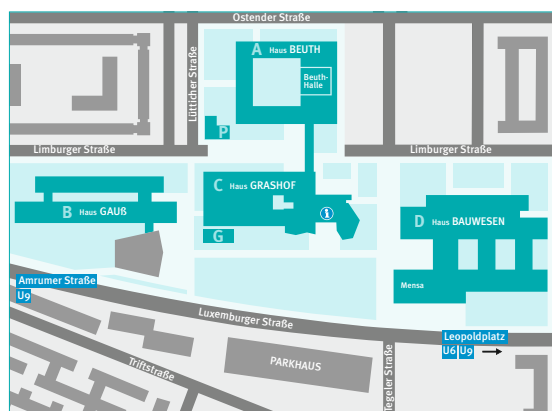 Ostender Straße
A Haus BEUTH
Beuth-
Halle
Lütticher Straße
P
Limburger Straße
Limburger Straße
C Haus GRASHOF
B Haus GAUß
i
D Haus BAUWESEN
G
Mensa
Amrumer Straße
U9
Luxemburger Straße
Leopoldplatz
U6 U9 →
Triftstraße
PARKHAUS
Tegeler Straße